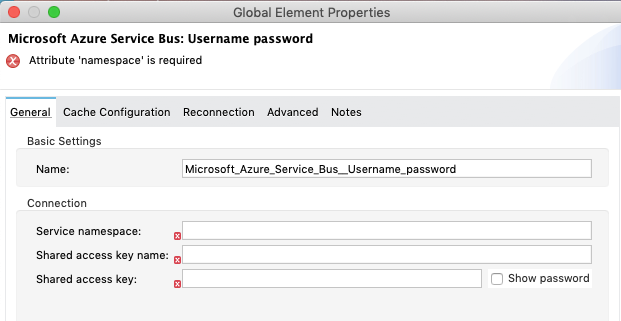 Global Element Properties
Microsoft Azure Service Bus: Username password
Attribute 'namespace' is required
General Cache Configuration Reconnection Advanced Notes
Basic Settings
Name: Microsoft_Azure_Service_Bus__Username_password
Connection
Service namespace:
Shared access key name:
Shared access key: Show password